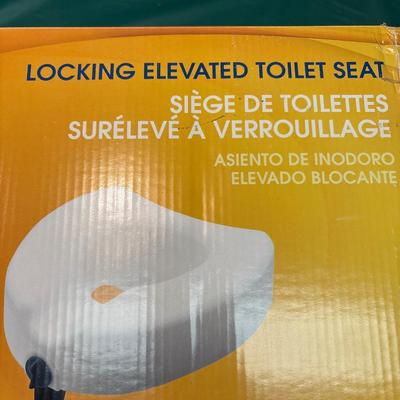 LOCKING ELEVATED TOILET SEAT
SIÈGE DE TOILETTES
SURÉLEVÉ À VERROUILLAGE
ASIENTO DE INODORO
ELEVADO BLOCANTE